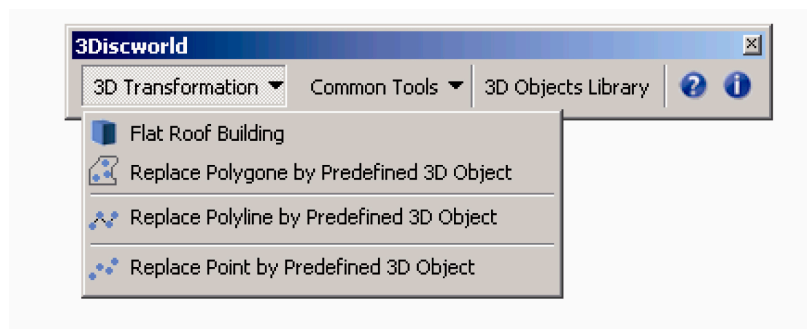 3Discworld
3D Transformation Common Tools 3D Objects Library
Flat Roof Building
Replace Polygone by Predefined 3D Object
Replace Polyline by Predefined 3D Object
Replace Point by Predefined 3D Object